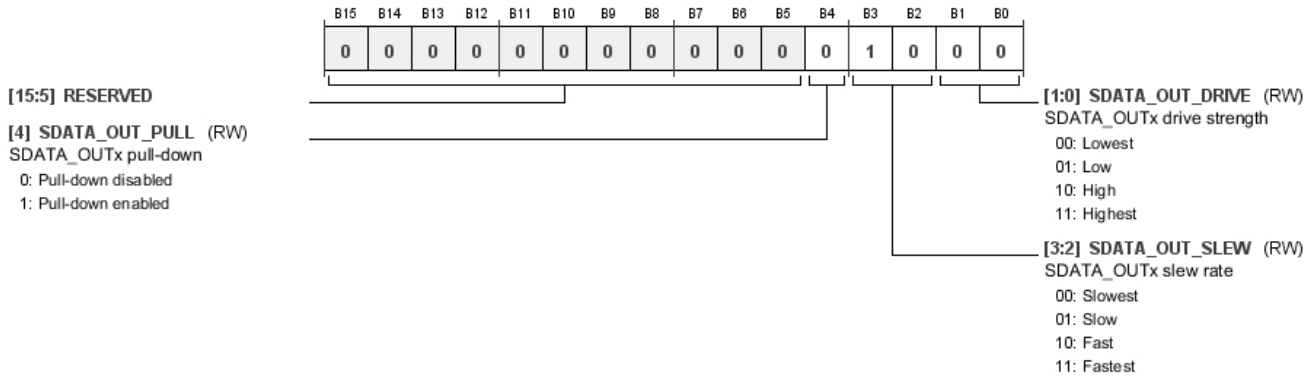 B15 B14 B13 B12 B11 B10 B9 B8 B7 B6 B5 B4 B3 B2 B1 B0
0 0 0 0 0 0 0 0 0 0 0 0 1 0 0 0
[15:5] RESERVED
[4] SDATA_OUT_PULL (RW)
SDATA_OUTx pull-down
0: Pull-down disabled
1: Pull-down enabled
[1:0] SDATA_OUT_DRIVE (RW)
SDATA_OUTx drive strength
00: Lowest
01: Low
10: High
11: Highest
[3:2] SDATA_OUT_SLEW (RW)
SDATA_OUTx slew rate
00: Slowest
01: Slow
10: Fast
11: Fastest